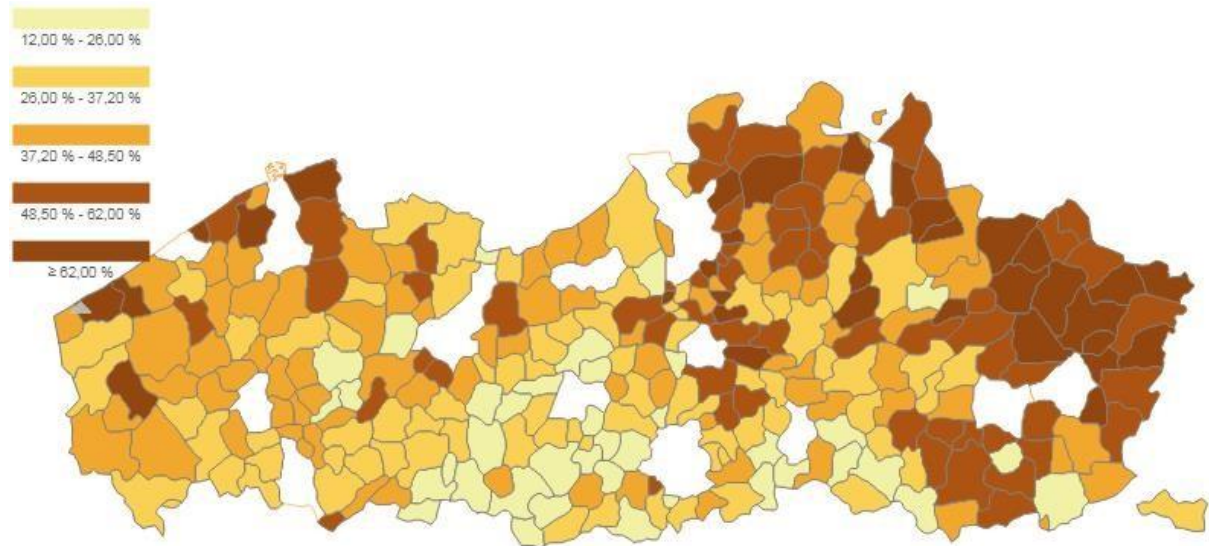 12,00 % - 26,00 %
26,00 % - 37,20 %
37,20 % - 48,50 %
48,50 % - 62,00 %
≥ 62,00 %